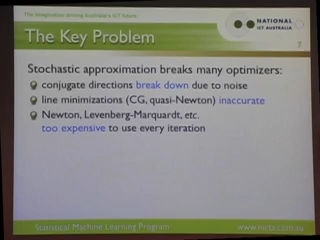 The imagination driving Australia's ICT future.
NATIONAL
ICT AUSTRALIA
The Key Problem
7
Stochastic approximation breaks many optimizers:
conjugate directions break down due to noise
line minimizations (CG, quasi-Newton) inaccurate
Newton, Levenberg-Marquardt, etc.
too expensive to use every iteration
Statistical Machine Learning Program
www.nicta.com.au